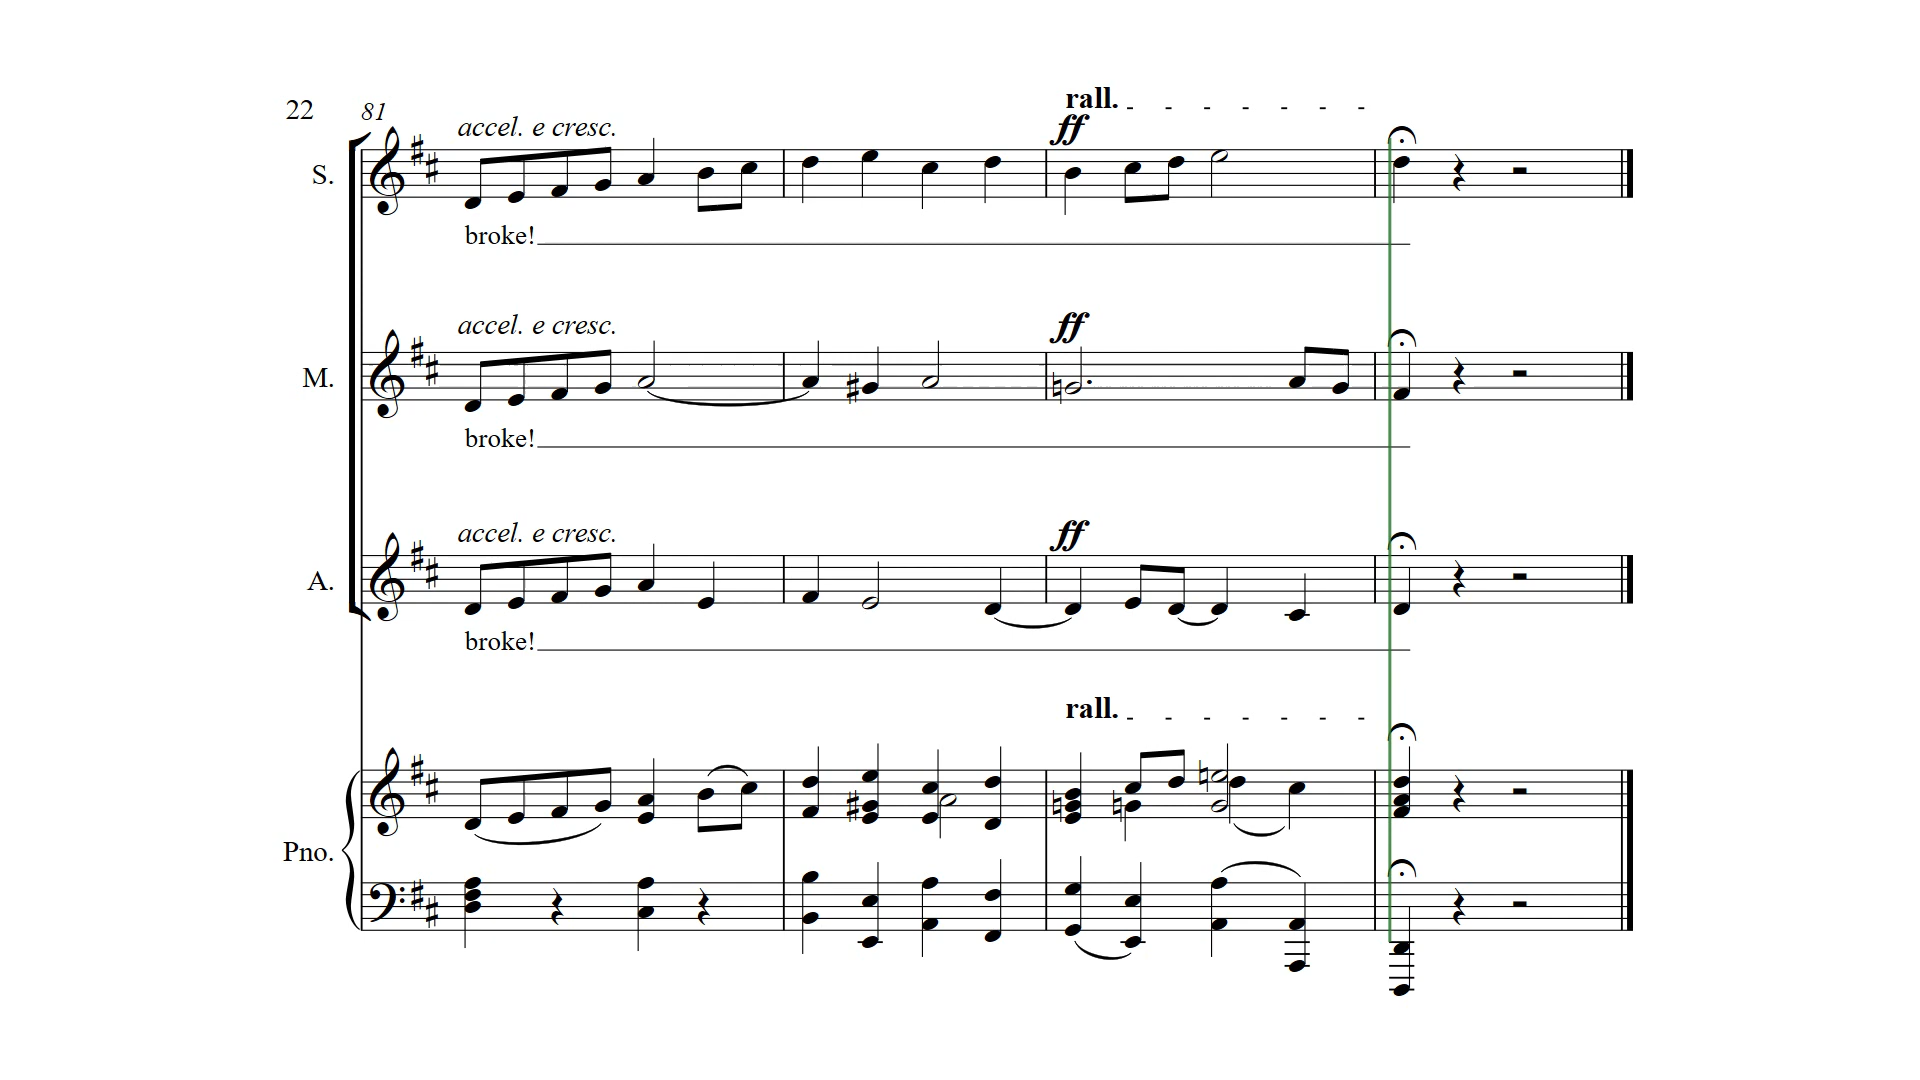 22 81
rall.
accel. e cresc. ff
S.
broke!
accel. e cresc. ff
M.
broke!
accel. e cresc. ff
A.
broke!
rall.
Pno.